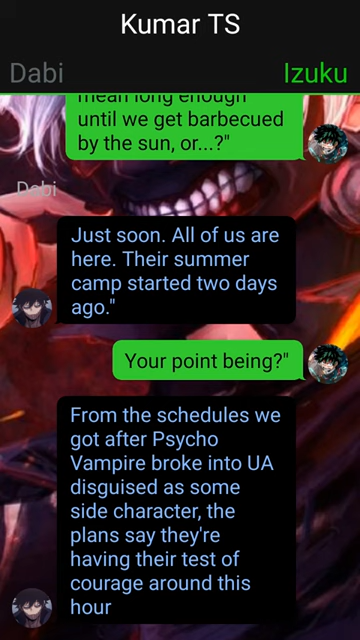 Kumar TS
Dabi
Izuku
mean long enough
until we get barbecued
by the sun, or...?"
Dabi
Just soon. All of us are
here. Their summer
camp started two days
ago."
Your point being?"
From the schedules we
got after Psycho
Vampire broke into UA
disguised as some
side character, the
plans say they're
having their test of
courage around this
hour